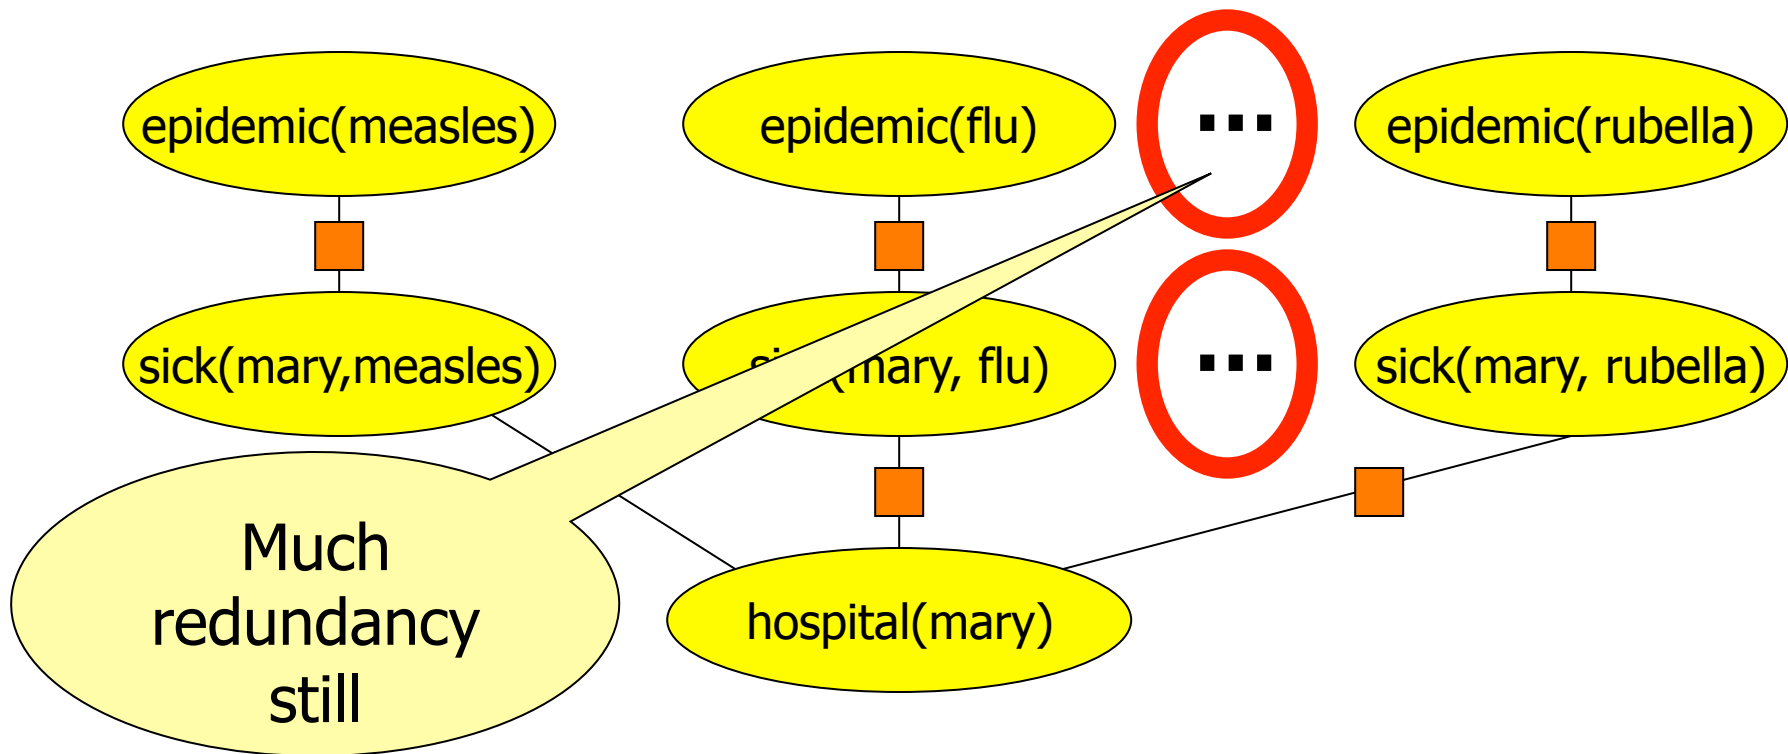 epidemic(measles)
epidemic(flu)
...
epidemic(rubella)
sick(mary,measles)
(mary, flu)
...
sick(mary, rubella)
Much
redundancy
still
hospital(mary)